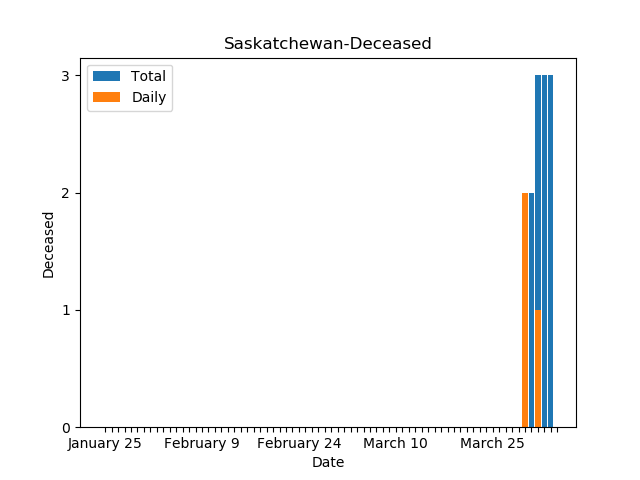 Saskatchewan-Deceased
Total
Daily
3
2
1
0
Deceased
January 25
February 9
February 24
March 10
March 25
Date